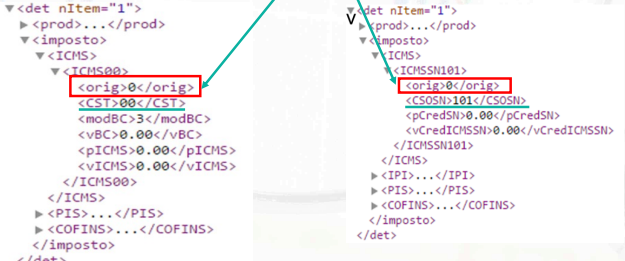 ▼<det nItem="1">
▶<prod>...</prod>
▼<imposto>
▼<ICMS>
▼<ICMS00>
<orig>0</orig>
<CST>00</CST>
<modBC>3</modBC>
<vBC>0.00</vBC>
<pICMS>0.00</pICMS>
<vICMS>0.00</vICMS>
</ICMS00>
</ICMS>
▶<PIS>...</PIS>
▶<COFINS>...</COFINS>
</imposto>
</det>
V
▼<det nItem="1">
▶<prod>...</prod>
▼<imposto>
▼<ICMS>
▼<ICMSSN101>
<orig>0</orig>
<CSOSN>101</CSOSN>
<pCredSN>0.00</pCredSN>
<vCredICMSSN>0.00</vCredICMSSN>
</ICMSSN101>
</ICMS>
▶<IPI>...</IPI>
▶<PIS>...</PIS>
▶<COFINS>...</COFINS>
</imposto>
</det>